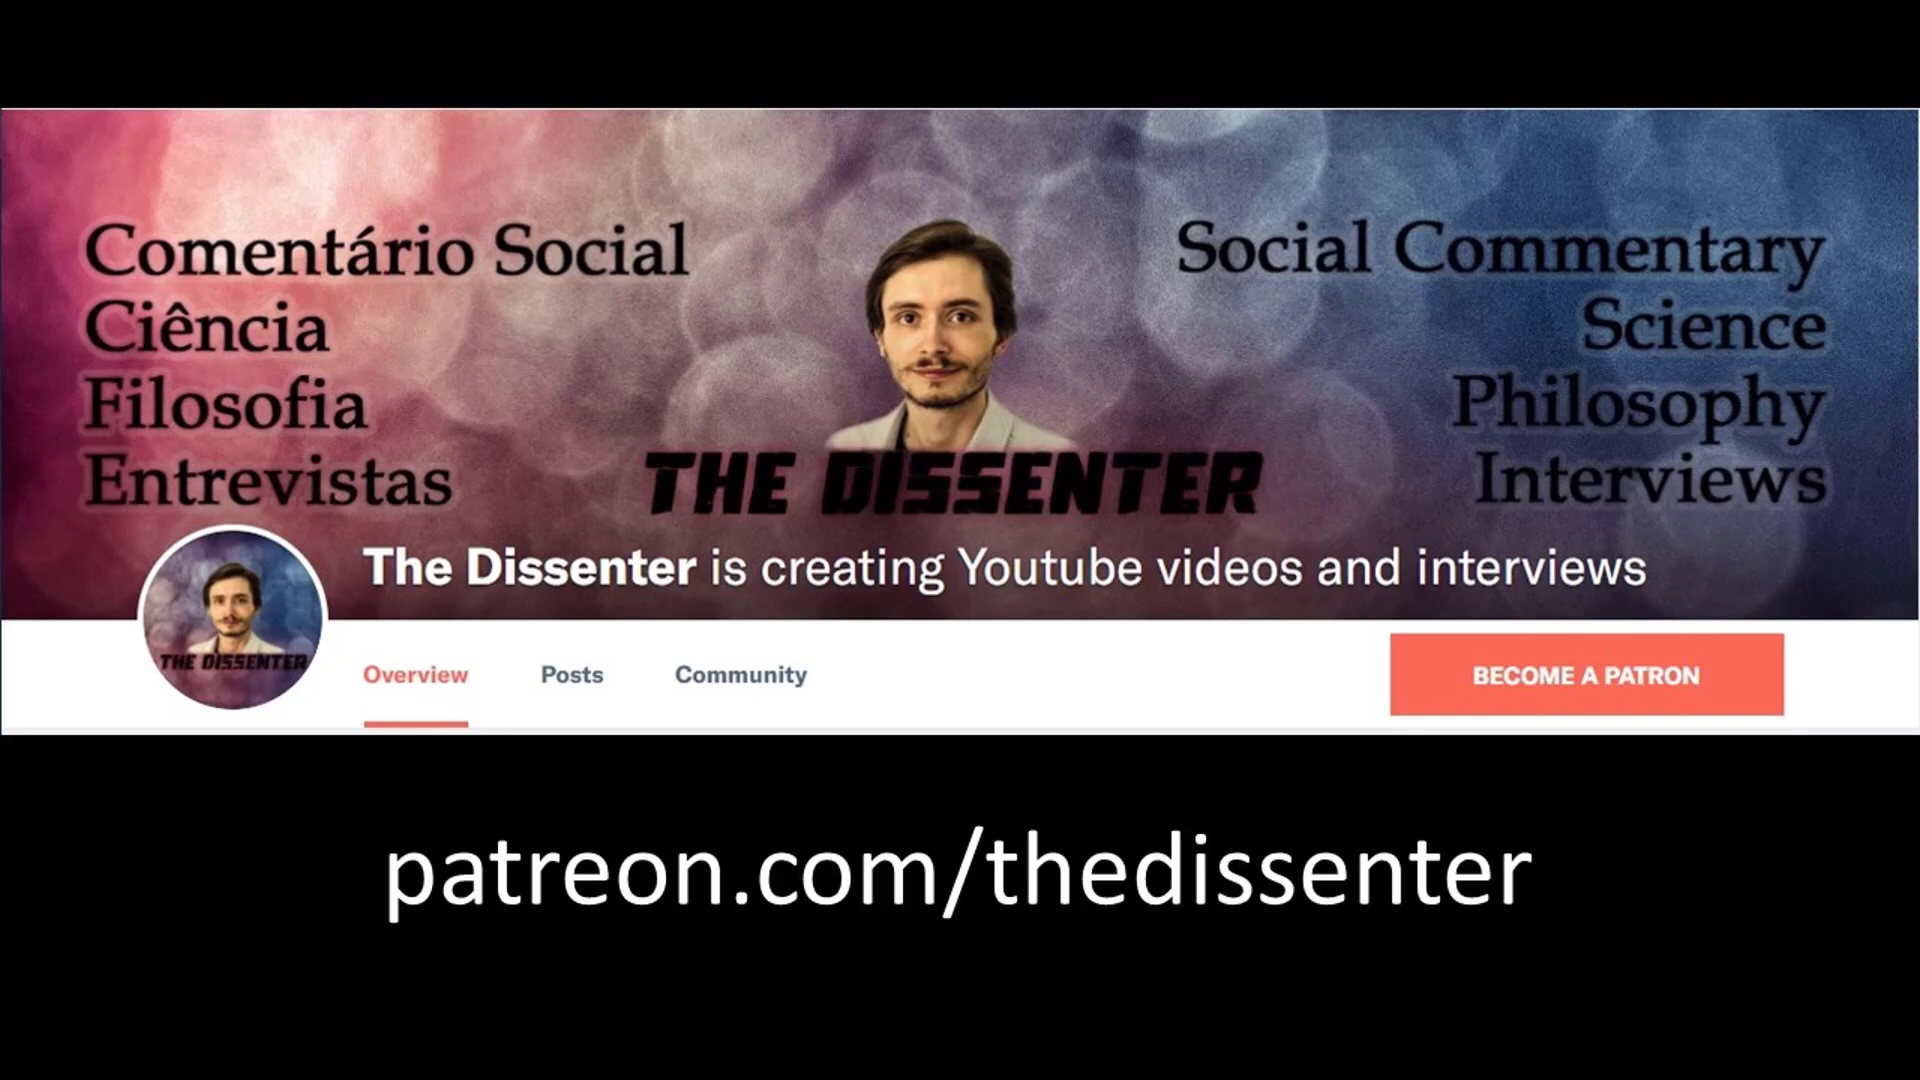 Comentário Social
Ciência
Filosofia
Entrevistas
Social Commentary
Science
Philosophy
Interviews
THE DISSENTER
The Dissenter is creating Youtube videos and interviews
THE DISSENTER
Overview
Posts
Community
BECOME A PATRON
patreon.com/thedissenter